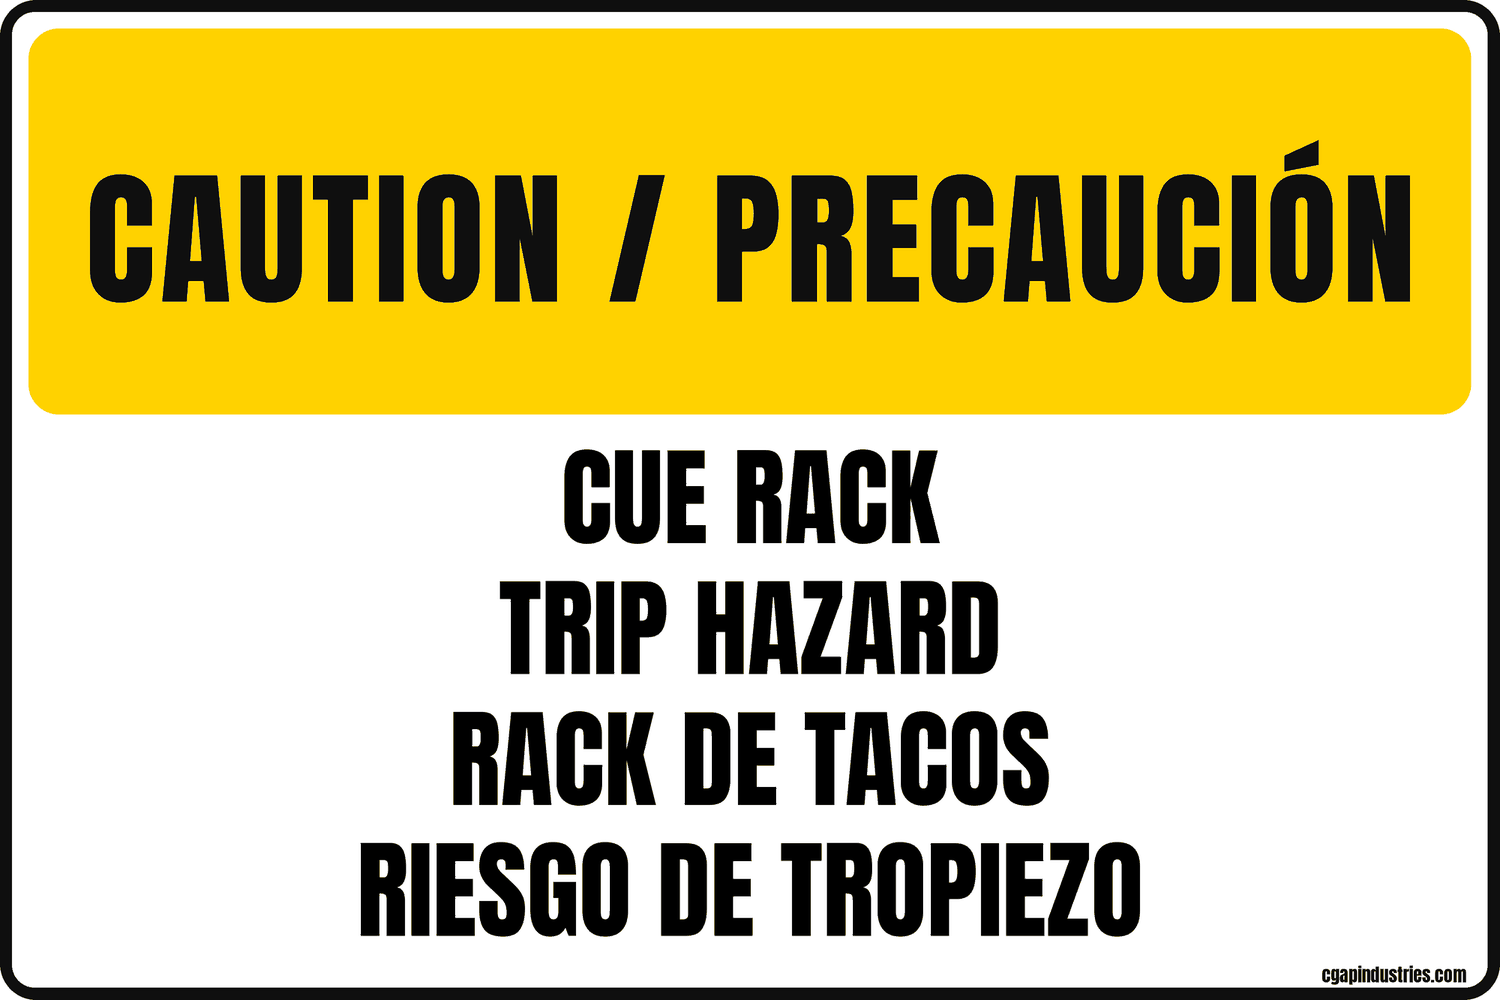 CAUTION / PRECAUCIÓN
CUE RACK
TRIP HAZARD
RACK DE TACOS
RIESGO DE TROPIEZO
cgapindustries.com